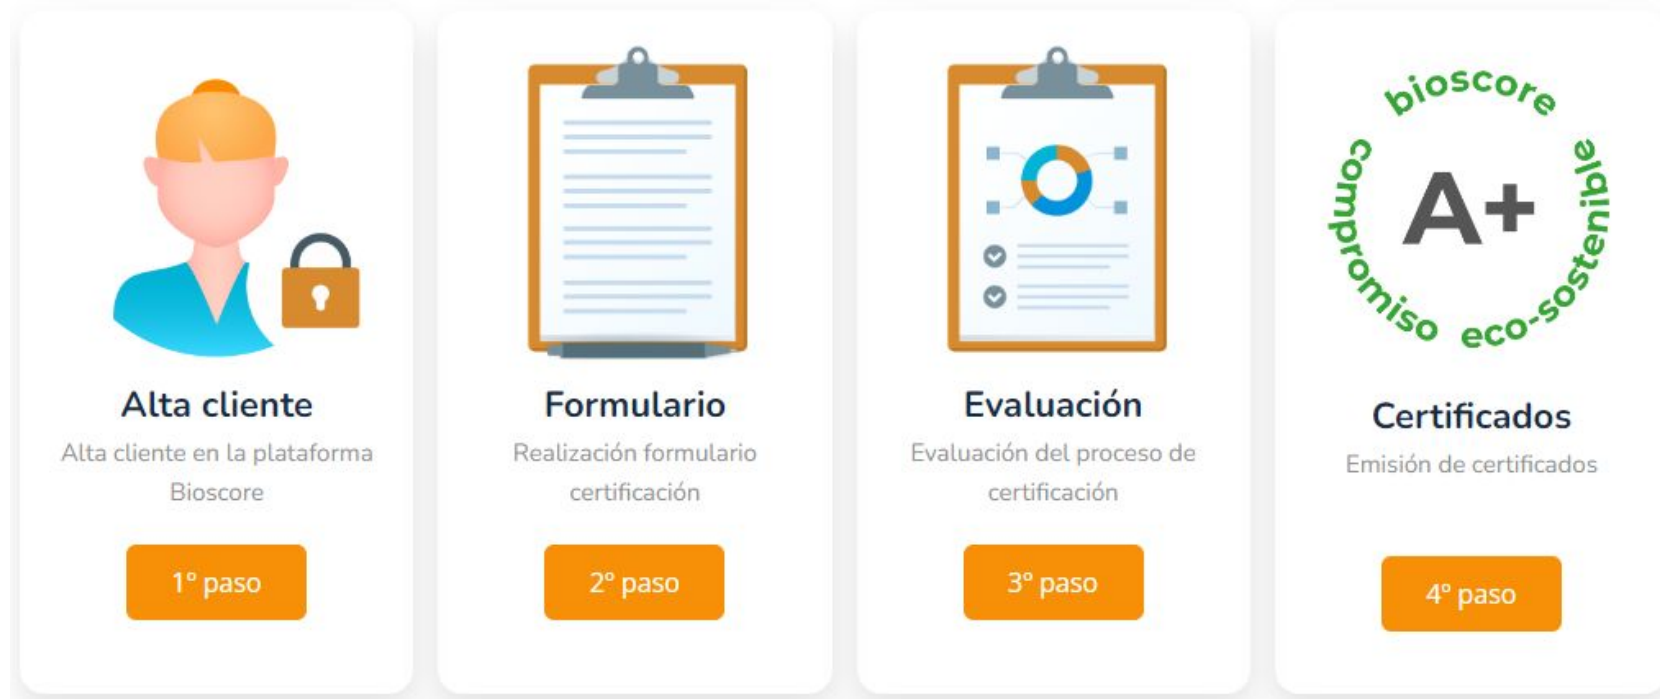 Alta cliente
Alta cliente en la plataforma
Bioscore
1º paso
Formulario
Realización formulario
certificación
2º paso
Evaluación
Evaluación del proceso de
certificación
3º paso
bioscore
compromiso eco-sostenible
A+
Certificados
Emisión de certificados
4º paso